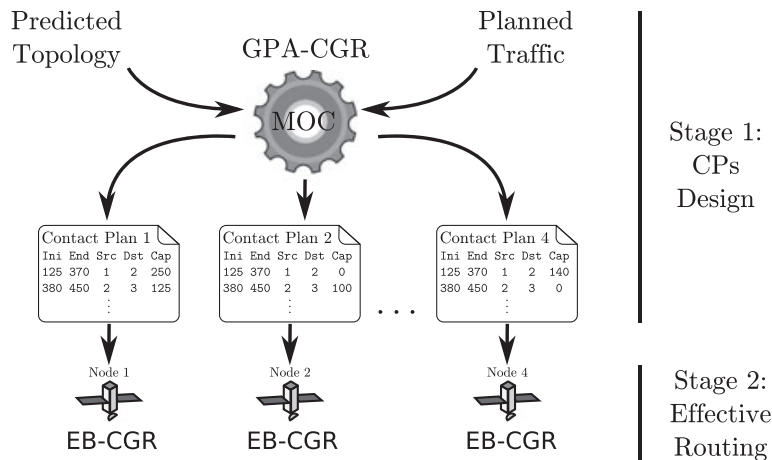 Predicted
Topology
Planned
Traffic
GPA-CGR
MOC
Stage 1:
CPs
Design
Contact Plan 1
Ini End Src Dst Cap
125 370 1 2 250
380 450 2 3 125
Contact Plan 2
Ini End Src Dst Cap
125 370 1 2 0
380 450 2 3 100
Contact Plan 4
Ini End Src Dst Cap
125 370 1 2 140
380 450 2 3 0
...
Node 1
EB-CGR
Node 2
EB-CGR
Node 4
EB-CGR
Stage 2:
Effective
Routing